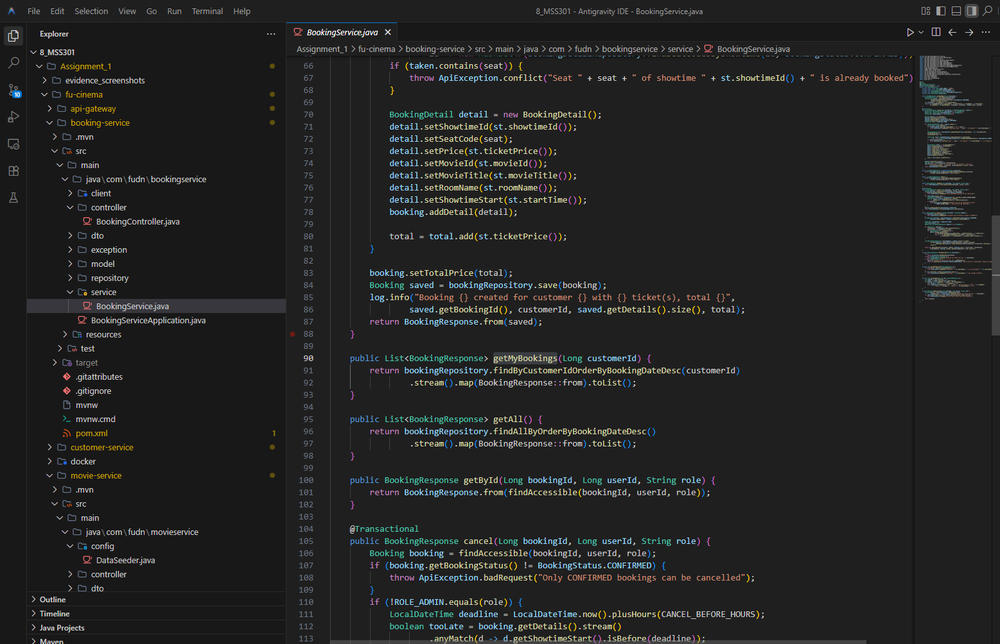 File Edit Selection View Go Run Terminal Help
8_MSS301 - Antigravity IDE - BookingService.java
Explorer
8_MSS301
Assignment_1
evidence_screenshots
10
fu-cinema
api-gateway
booking-service
.mvn
src
main
java\com\fudn\bookingservice
client
controller
BookingController.java
dto
exception
model
repository
service
BookingService.java
BookingServiceApplication.java
resources
test
target
.gitattributes
.gitignore
mvnw
mvnw.cmd
pom.xml 1
customer-service
docker
movie-service
.mvn
src
main
java\com\fudn\movieservice
config
DataSeeder.java
controller
dto
Outline
Timeline
Java Projects
Maven
BookingService.java
Assignment_1 > fu-cinema > booking-service > src > main > java > com > fudn > bookingservice > service > BookingService.java
66 if (taken.contains(seat)) {
67 throw ApiException.conflict("Seat " + seat + " of showtime " + st.showtimeId() + " is already booked")
68 }
69
70 BookingDetail detail = new BookingDetail();
71 detail.setShowtimeId(st.showtimeId());
72 detail.setSeatCode(seat);
73 detail.setPrice(st.ticketPrice());
74 detail.setMovieId(st.movieId());
75 detail.setMovieTitle(st.movieTitle());
76 detail.setRoomName(st.roomName());
77 detail.setShowtimeStart(st.startTime());
78 booking.addDetail(detail);
79
80 total = total.add(st.ticketPrice());
81 }
82
83 booking.setTotalPrice(total);
84 Booking saved = bookingRepository.save(booking);
85 log.info("Booking {} created for customer {} with {} ticket(s), total {}",
86 saved.getBookingId(), customerId, saved.getDetails().size(), total);
87 return BookingResponse.from(saved);
88 }
89
90 public List<BookingResponse> getMyBookings(Long customerId) {
91 return bookingRepository.findByCustomerIdOrderByBookingDateDesc(customerId)
92 .stream().map(BookingResponse::from).toList();
93 }
94
95 public List<BookingResponse> getAll() {
96 return bookingRepository.findAllByOrderByBookingDateDesc()
97 .stream().map(BookingResponse::from).toList();
98 }
99
100 public BookingResponse getById(Long bookingId, Long userId, String role) {
101 return BookingResponse.from(findAccessible(bookingId, userId, role));
102 }
103
104 @Transactional
105 public BookingResponse cancel(Long bookingId, Long userId, String role) {
106 Booking booking = findAccessible(bookingId, userId, role);
107 if (booking.getBookingStatus() != BookingStatus.CONFIRMED) {
108 throw ApiException.badRequest("Only CONFIRMED bookings can be cancelled");
109 }
110 if (!ROLE_ADMIN.equals(role)) {
111 LocalDateTime deadline = LocalDateTime.now().plusHours(CANCEL_BEFORE_HOURS);
112 boolean tooLate = booking.getDetails().stream()
113 .anyMatch(d -> d.getShowtimeStart().isBefore(deadline));